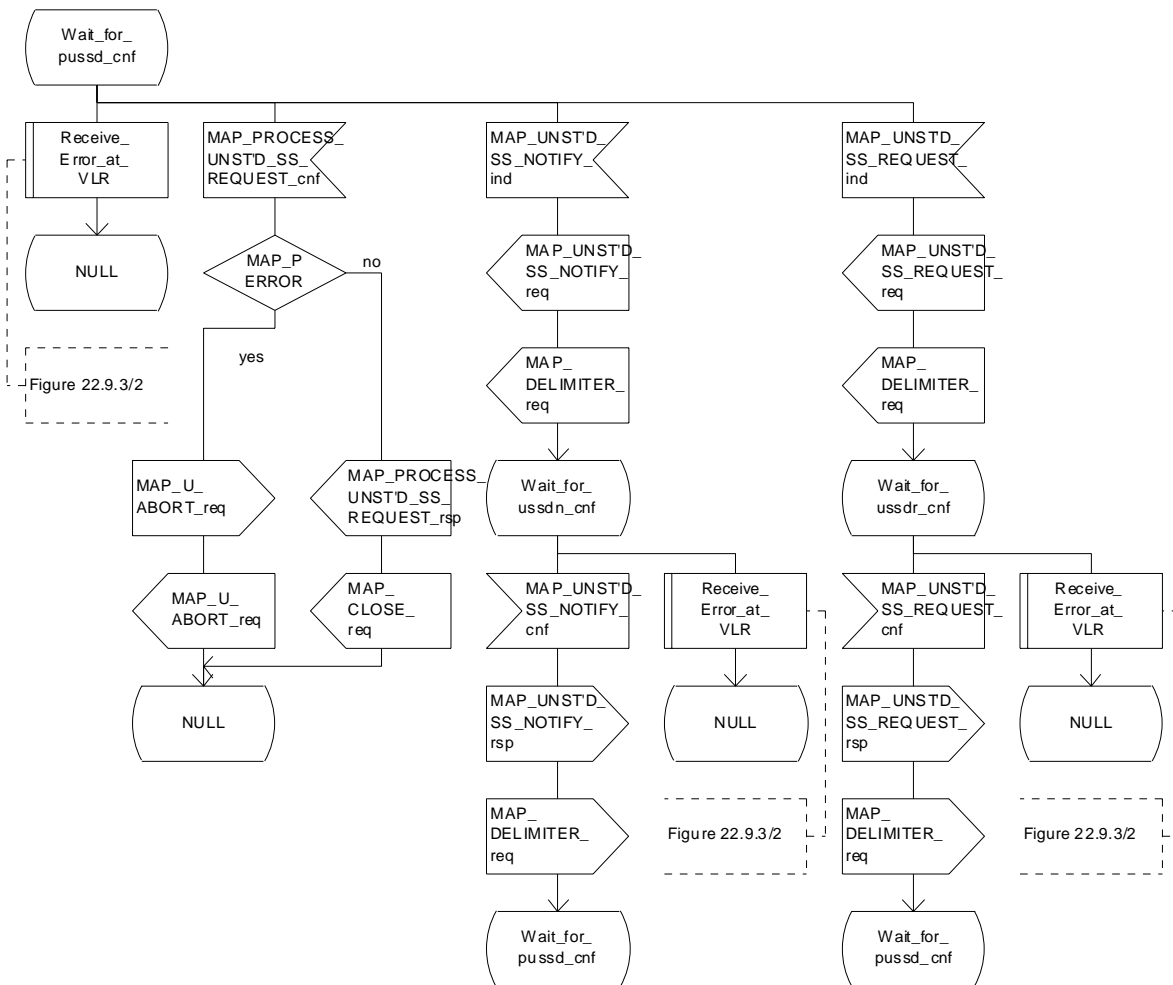 Wait_for_
pussd_cnf
Receive_
Error_at_
VLR
MAP_PROCESS_
UNST'D_SS_
REQUEST_cnf
MAP_UNST'D_
SS_NOTIFY_
ind
MAP_UNST'D_
SS_REQUEST_
ind
NULL
MAP_P
ERROR
no
yes
MAP_UNST'D_
SS_NOTIFY_
req
MAP_UNST'D_
SS_REQUEST_
req
Figure 22.9.3/2
MAP_
DELIMITER_
req
MAP_
DELIMITER_
req
MAP_U_
ABORT_req
MAP_PROCESS_
UNST'D_SS_
REQUEST_rsp
Wait_for_
ussdn_cnf
Wait_for_
ussdr_cnf
MAP_U_
ABORT_req
MAP_
CLOSE_
req
MAP_UNST'D_
SS_NOTIFY_
cnf
Receive_
Error_at_
VLR
MAP_UNST'D_
SS_REQUEST_
cnf
Receive_
Error_at_
VLR
NULL
MAP_UNST'D_
SS_NOTIFY_
rsp
NULL
MAP_UNST'D_
SS_REQUEST_
rsp
NULL
MAP_
DELIMITER_
req
Figure 22.9.3/2
MAP_
DELIMITER_
req
Figure 22.9.3/2
Wait_for_
pussd_cnf
Wait_for_
pussd_cnf